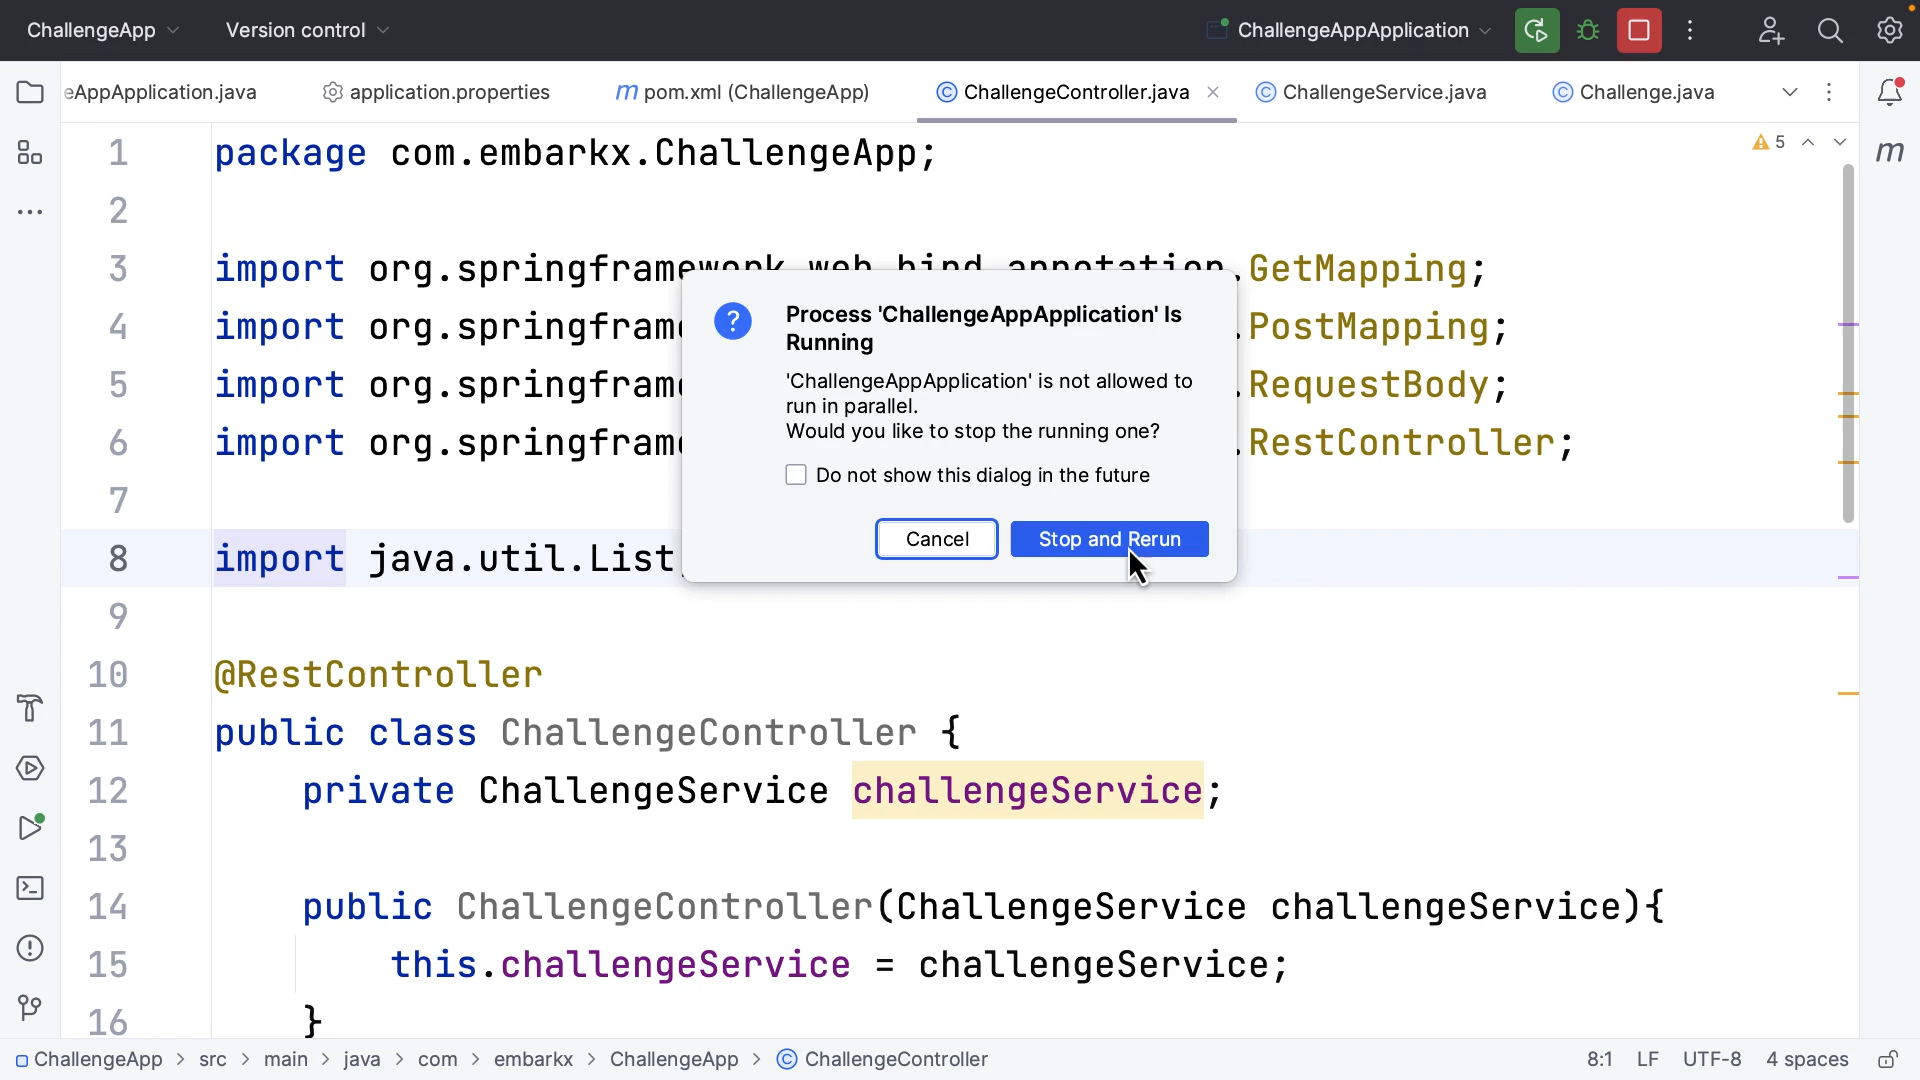 ChallengeApp
Version control
ChallengeAppApplication
eAppApplication.java
application.properties
pom.xml (ChallengeApp)
ChallengeController.java
ChallengeService.java
Challenge.java
5
1 package com.embarkx.ChallengeApp;
2
3 import org.springframework.web.bind.annotation.GetMapping;
4 import org.springframe .PostMapping;
5 import org.springframe .RequestBody;
6 import org.springframe .RestController;
7
8 import java.util.List;
9
10 @RestController
11 public class ChallengeController {
12 private ChallengeService challengeService;
13
14 public ChallengeController(ChallengeService challengeService){
15 this.challengeService = challengeService;
16 }
Process 'ChallengeAppApplication' Is
Running
'ChallengeAppApplication' is not allowed to
run in parallel.
Would you like to stop the running one?
Do not show this dialog in the future
Cancel
Stop and Rerun
ChallengeApp > src > main > java > com > embarkx > ChallengeApp > ChallengeController
8:1 LF UTF-8 4 spaces